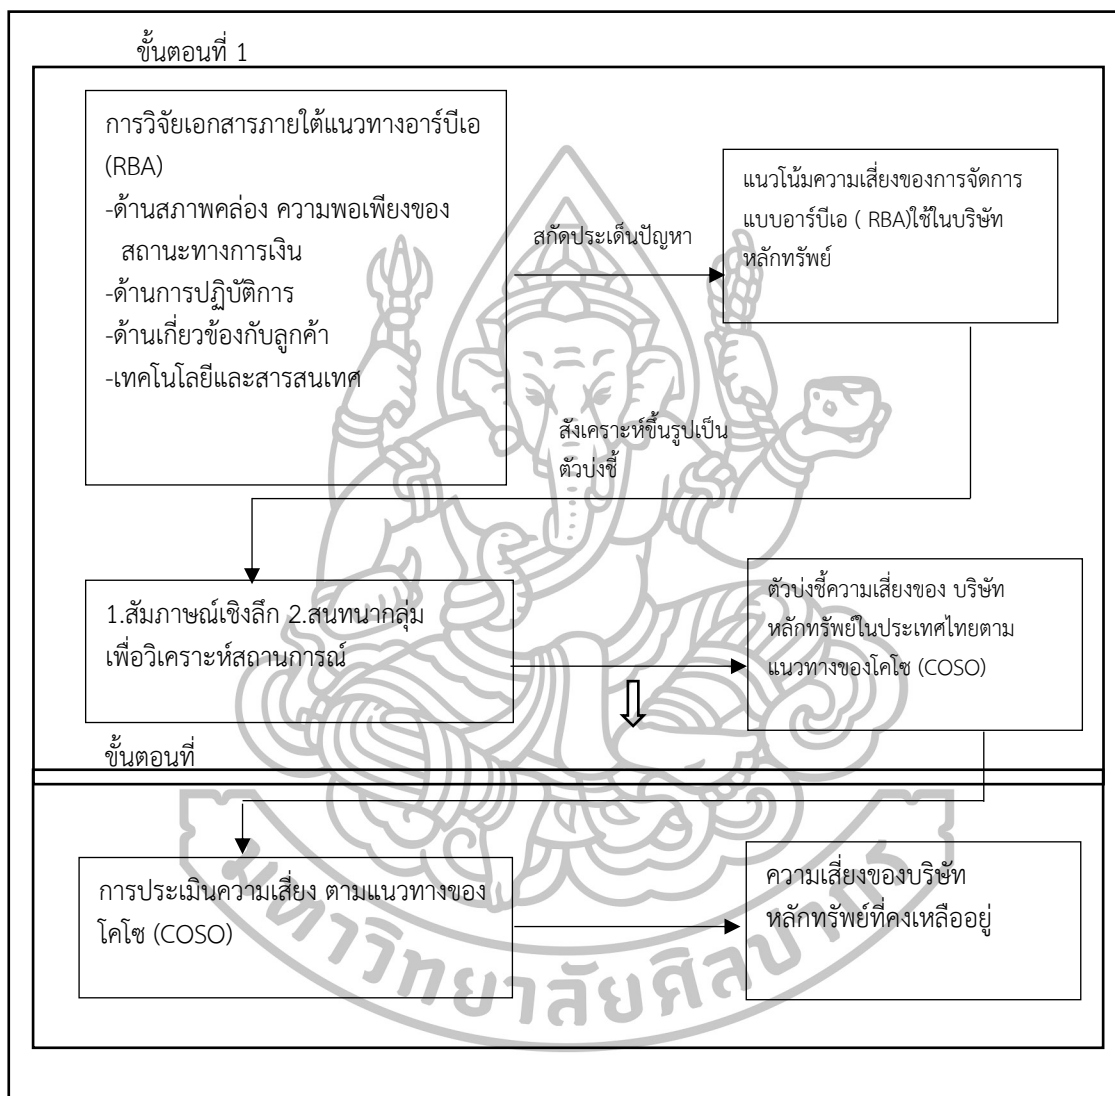 ขั้นตอนที่ 1
การวิจัยเอกสารภายใต้แนวทางอาร์บีเอ
(RBA)
-ด้านสภาพคล่อง ความพอเพียงของ
สถานะทางการเงิน
-ด้านการปฏิบัติการ
-ด้านเกี่ยวข้องกับลูกค้า
-เทคโนโลยีและสารสนเทศ
สกัดประเด็นปัญหา
แนวโน้มความเสี่ยงของการจัดการ
แบบอาร์บีเอ ( RBA)ใช้ในบริษัท
หลักทรัพย์
สังเคราะห์ขึ้นรูปเป็น
ตัวบ่งชี้
1.สัมภาษณ์เชิงลึก 2.สนทนากลุ่ม
เพื่อวิเคราะห์สถานการณ์
ตัวบ่งชี้ความเสี่ยงของ บริษัท
หลักทรัพย์ในประเทศไทยตาม
แนวทางของโคโซ (COSO)
ขั้นตอนที่
การประเมินความเสี่ยง ตามแนวทางของ
โคโซ (COSO)
ความเสี่ยงของบริษัท
หลักทรัพย์ที่คงเหลืออยู่
มหาวิทยาลัยศิลปากร